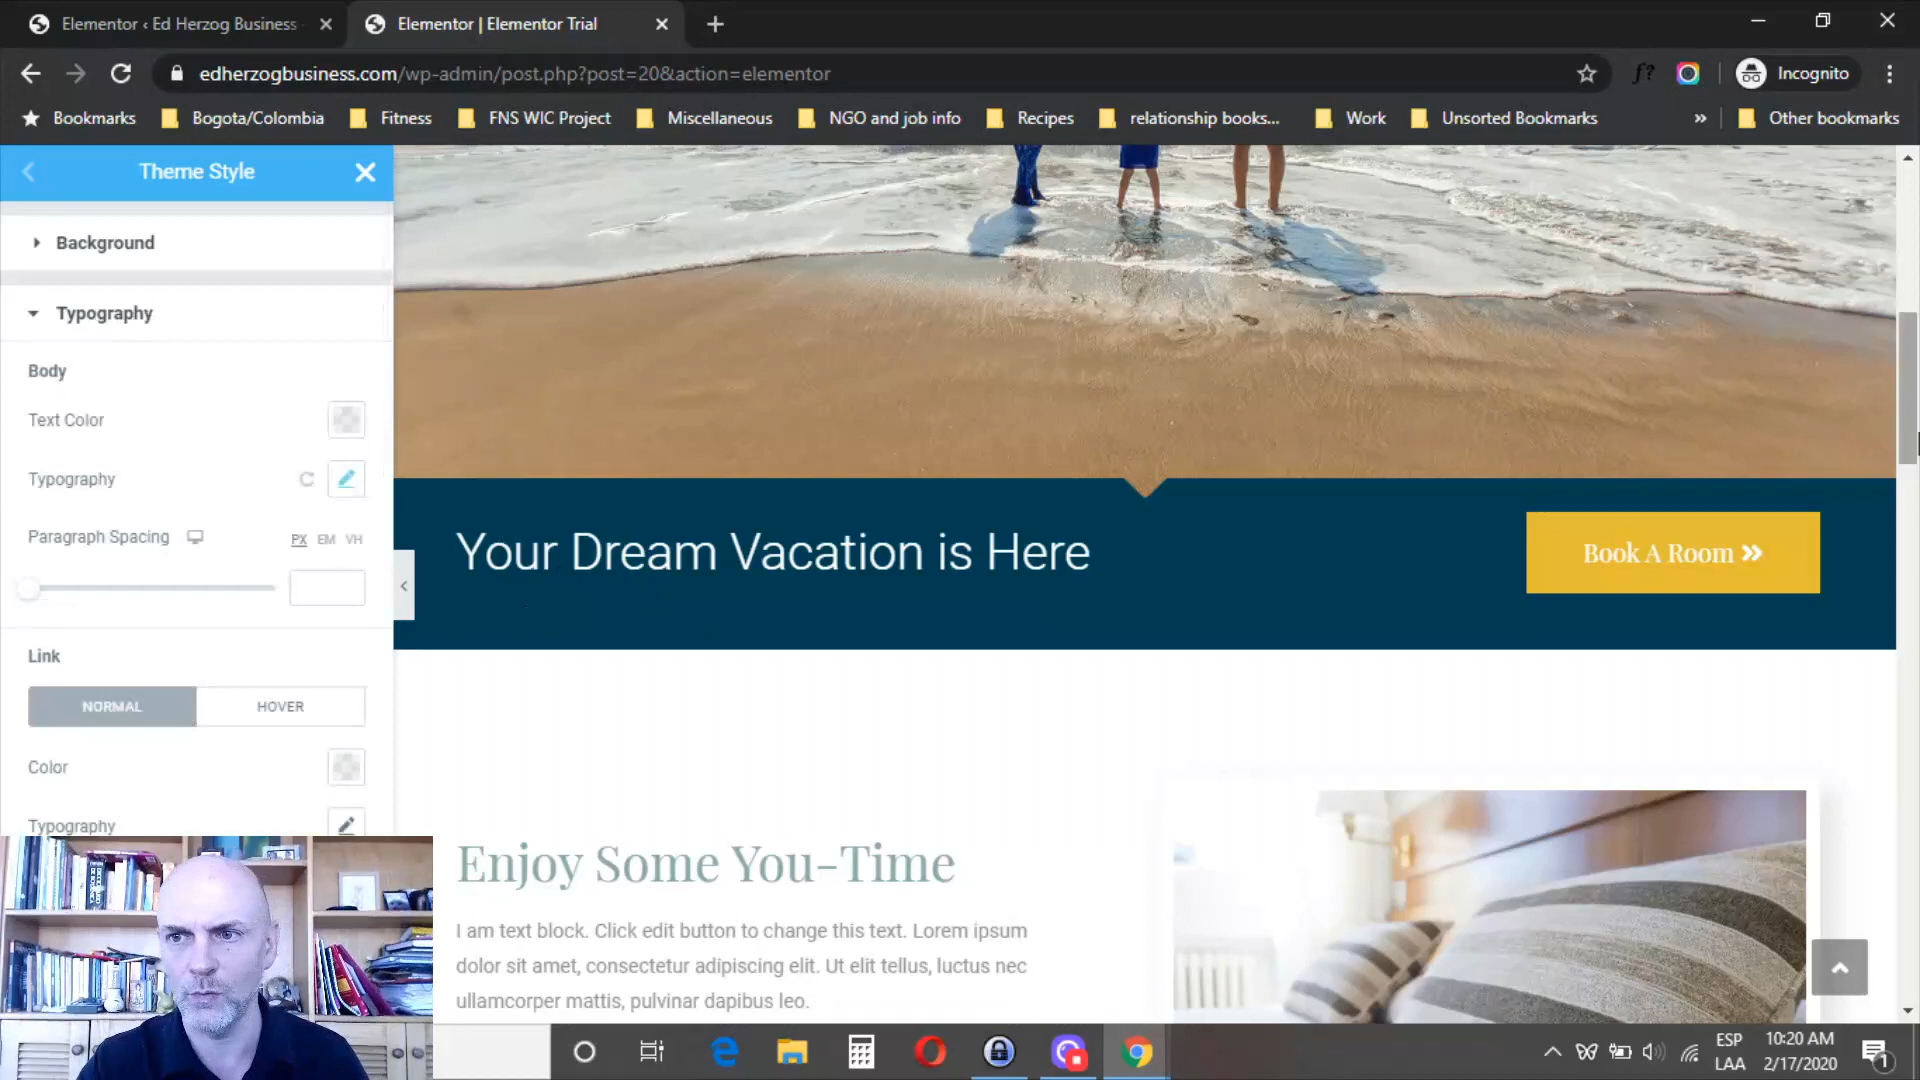 Elementor ‹ Ed Herzog Business
Elementor | Elementor Trial
edherzogbusiness.com/wp-admin/post.php?post=20&action=elementor
f?
Incognito
Bookmarks
Bogota/Colombia
Fitness
FNS WIC Project
Miscellaneous
NGO and job info
Recipes
relationship books...
Work
Unsorted Bookmarks
»
Other bookmarks
Theme Style
Background
Typography
Body
Text Color
Typography
Paragraph Spacing
PX EM VH
Link
NORMAL
HOVER
Color
Typography
Your Dream Vacation is Here
Book A Room »
Enjoy Some You-Time
I am text block. Click edit button to change this text. Lorem ipsum
dolor sit amet, consectetur adipiscing elit. Ut elit tellus, luctus nec
ullamcorper mattis, pulvinar dapibus leo.
ESP
LAA
10:20 AM
2/17/2020
1